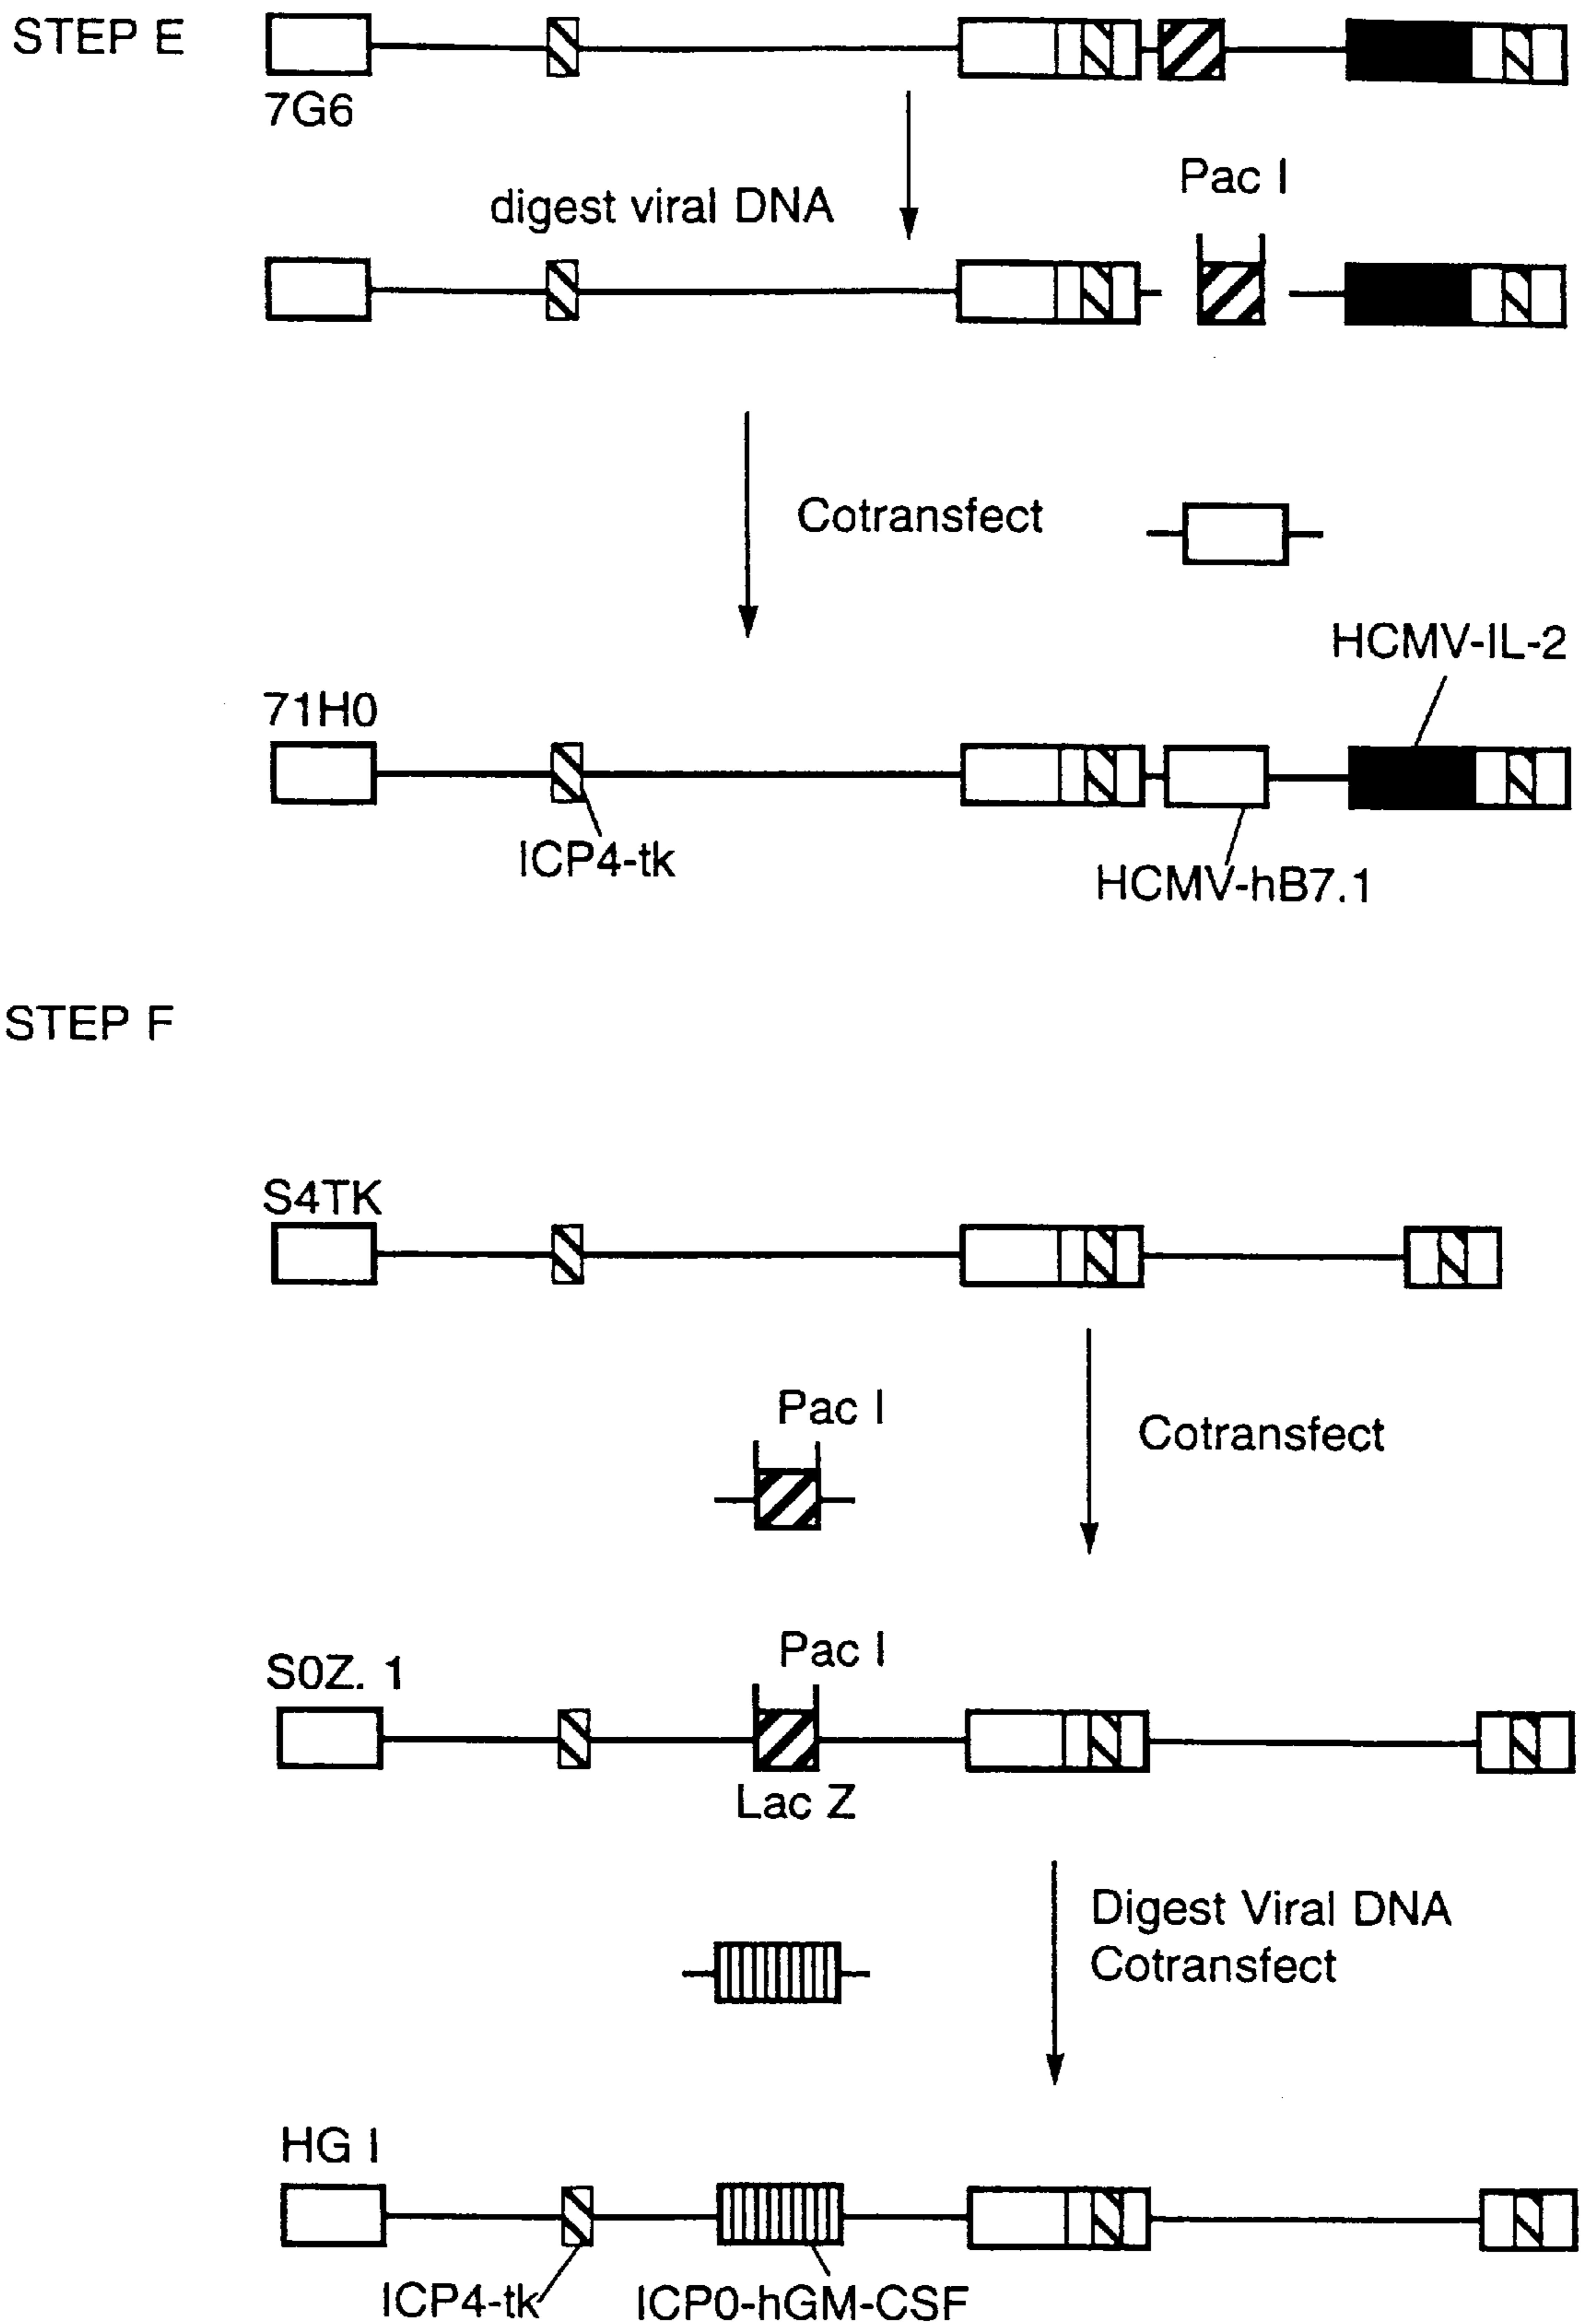 STEP E
7G6
digest viral DNA
Pac I
Cotransfect
HCMV-IL-2
71H0
ICP4-tk
HCMV-hB7.1
STEP F
S4TK
Pac I
Cotransfect
Pac I
S0Z. 1
Lac Z
Digest Viral DNA
Cotransfect
HG I
ICP4-tk
ICP0-hGM-CSF